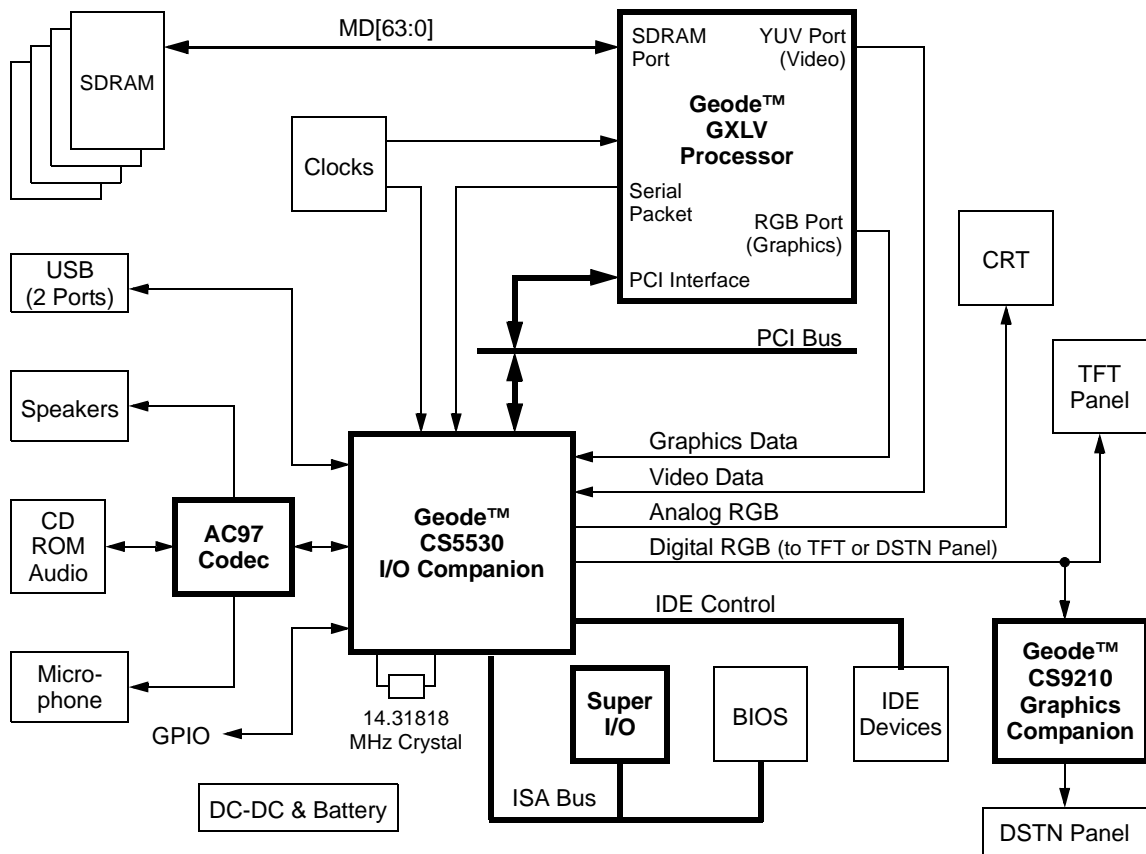 MD[63:0]
SDRAM
SDRAM
Port
YUV Port
(Video)
Geode™
GXLV
Processor
Clocks
Serial
Packet
RGB Port
(Graphics)
PCI Interface
USB
(2 Ports)
CRT
PCI Bus
TFT
Panel
Speakers
Graphics Data
Video Data
Analog RGB
Digital RGB (to TFT or DSTN Panel)
CD
ROM
Audio
AC97
Codec
Geode™
CS5530
I/O Companion
IDE Control
Micro-
phone
GPIO
14.31818
MHz Crystal
Super
I/O
BIOS
IDE
Devices
Geode™
CS9210
Graphics
Companion
DC-DC & Battery
ISA Bus
DSTN Panel